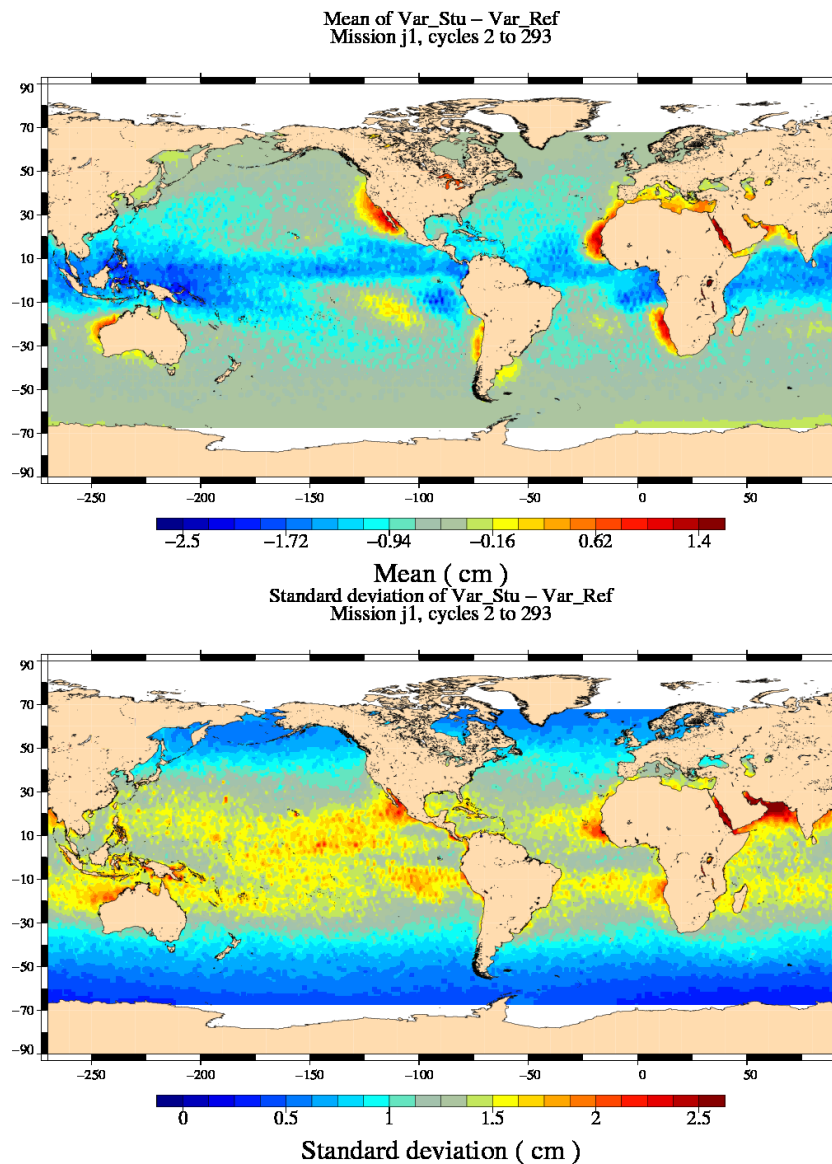 Mean of Var_Stu − Var_Ref
Mission j1, cycles 2 to 293
90
70
50
30
10
−10
−30
−50
−70
−90
−250 −200 −150 −100 −50 0 50
−2.5 −1.72 −0.94 −0.16 0.62 1.4
Mean ( cm )
Standard deviation of Var_Stu − Var_Ref
Mission j1, cycles 2 to 293
90
70
50
30
10
−10
−30
−50
−70
−90
−250 −200 −150 −100 −50 0 50
0 0.5 1 1.5 2 2.5
Standard deviation ( cm )